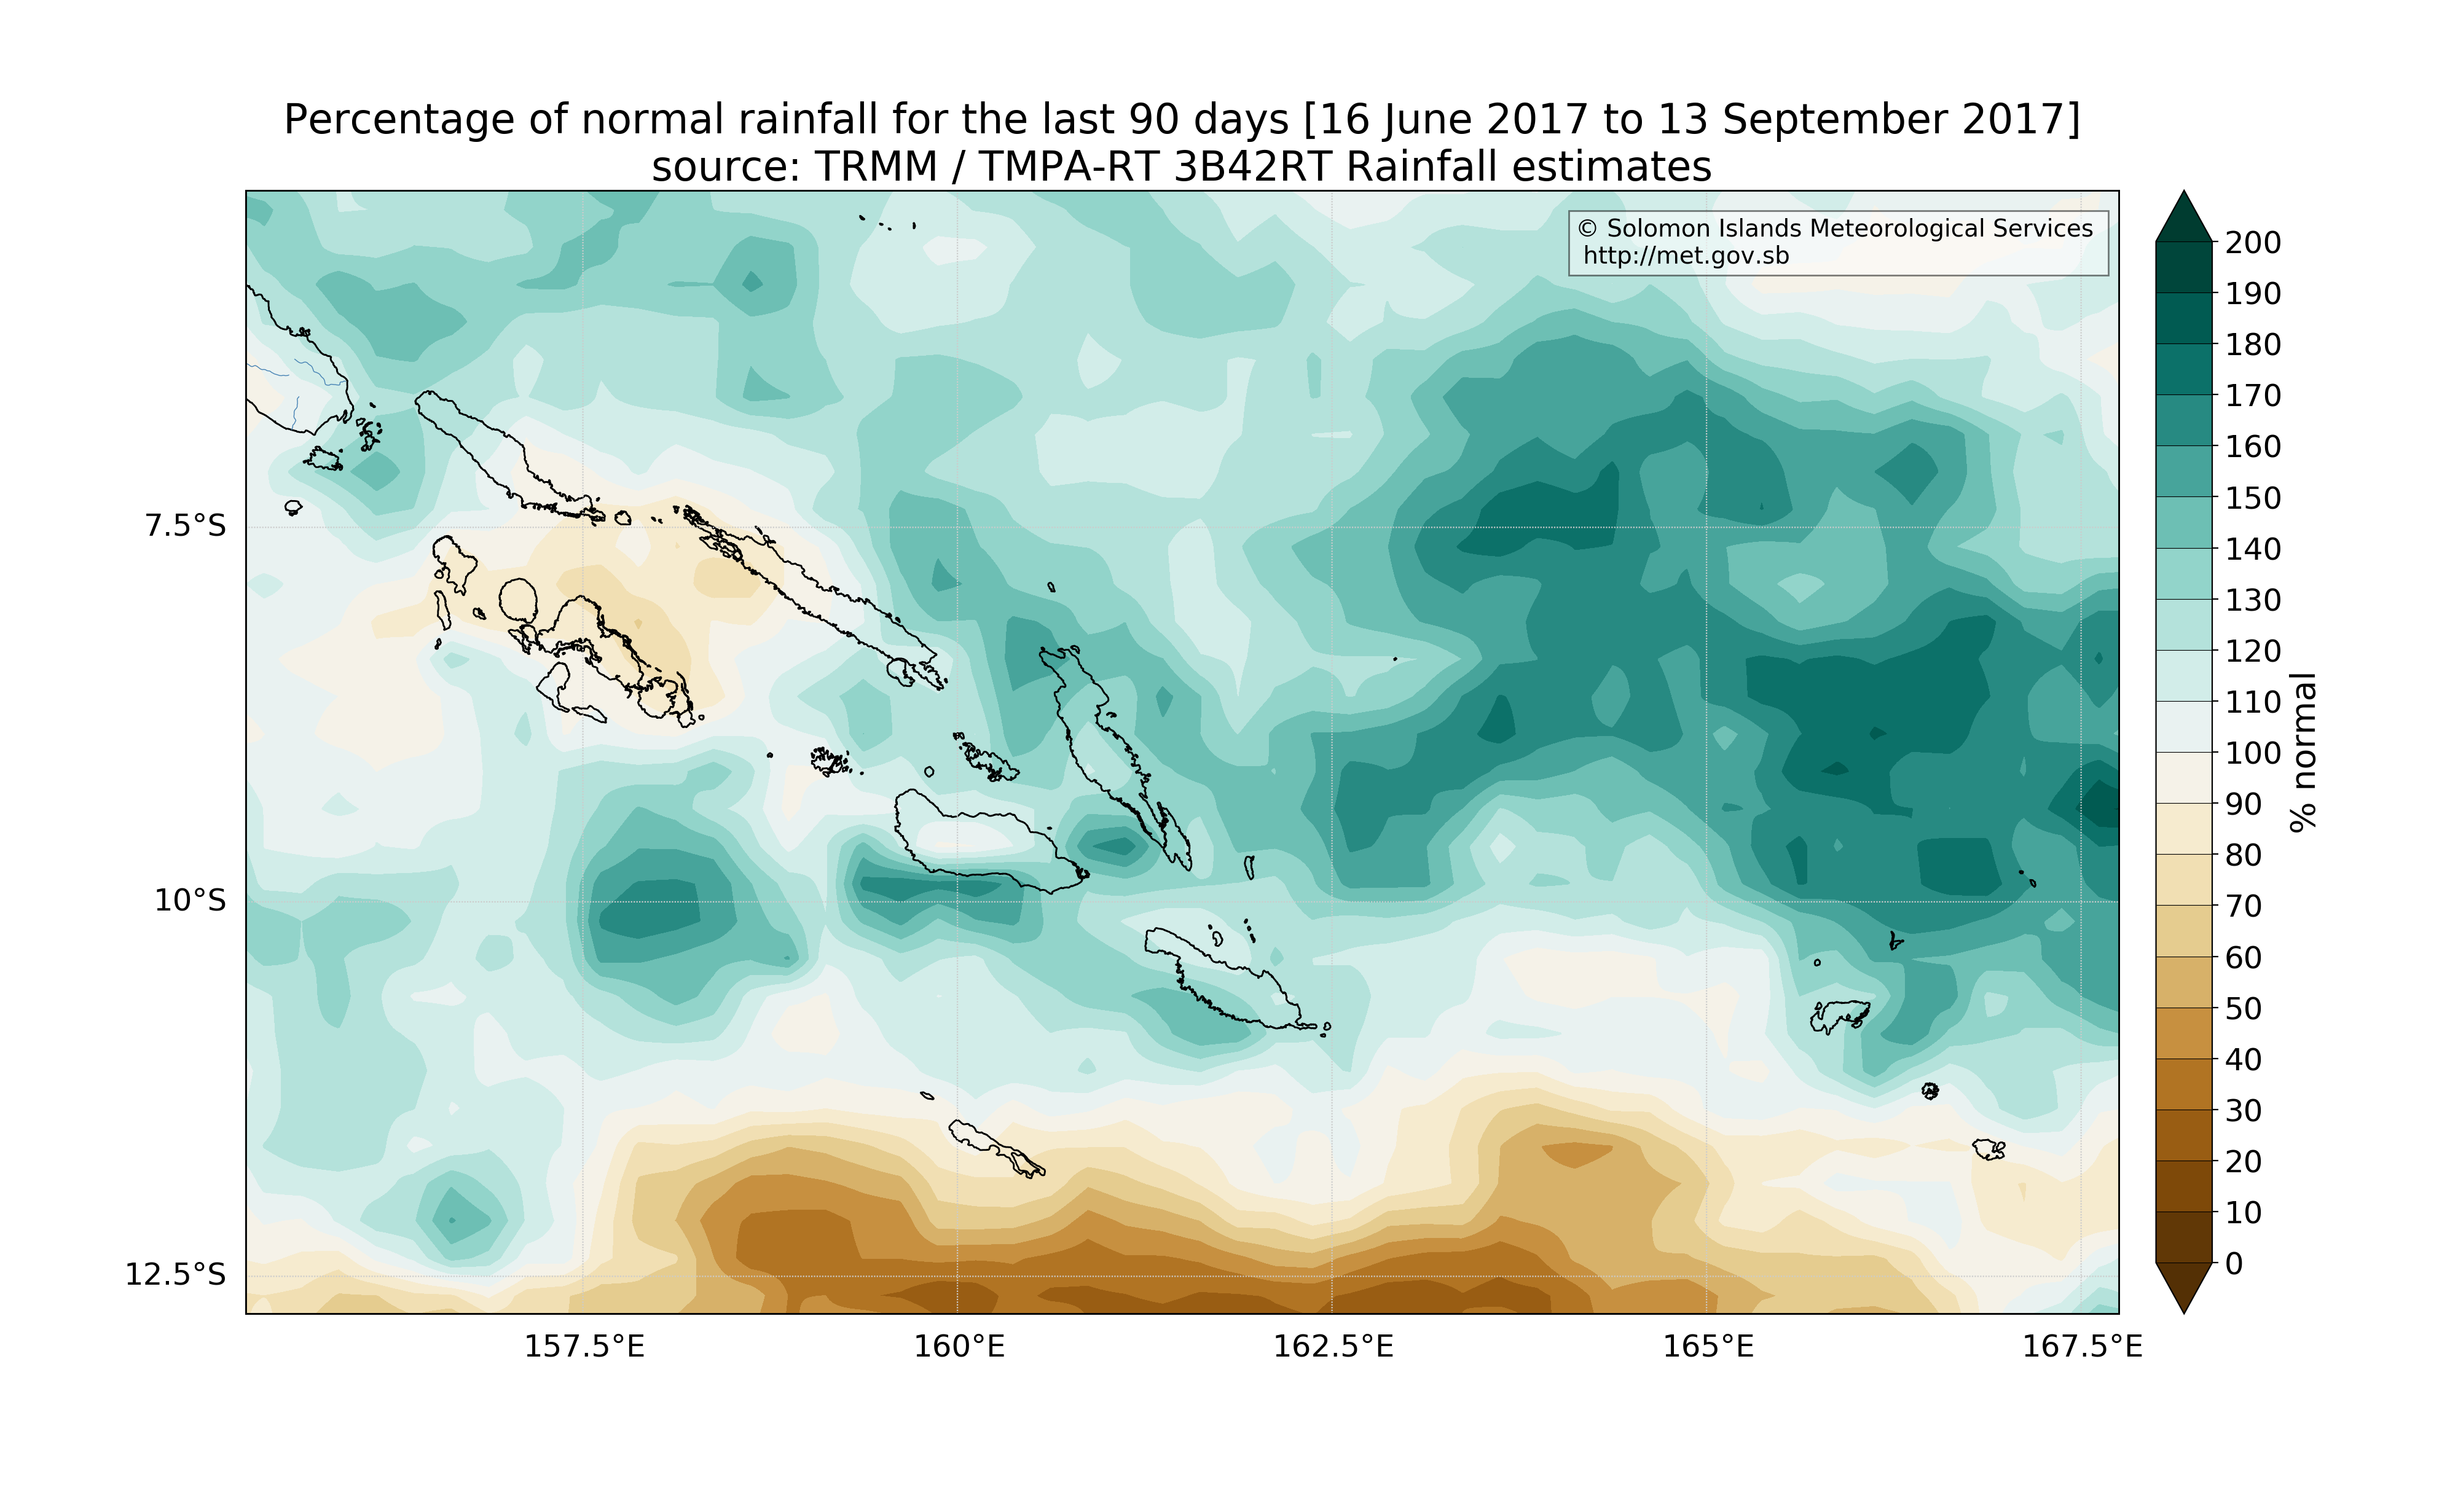 Percentage of normal rainfall for the last 90 days [16 June 2017 to 13 September 2017]
source: TRMM / TMPA-RT 3B42RT Rainfall estimates
© Solomon Islands Meteorological Services
http://met.gov.sb
7.5°S
10°S
12.5°S
157.5°E
160°E
162.5°E
165°E
167.5°E
200
190
180
170
160
150
140
130
120
110
100
90
80
70
60
50
40
30
20
10
0
% normal